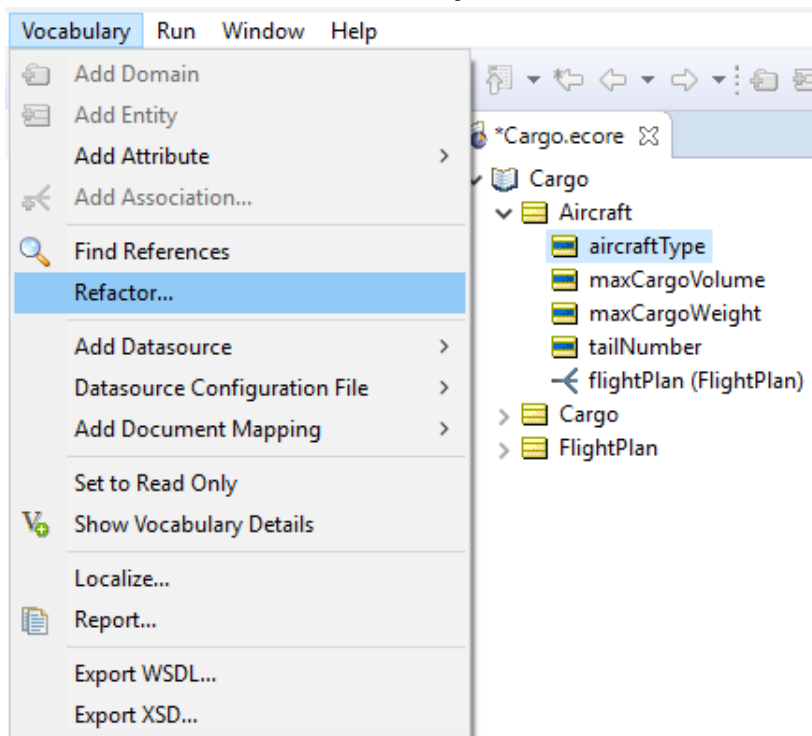 Vocabulary Run Window Help
Add Domain
Add Entity
Add Attribute
Add Association...
Find References
Refactor...
Add Datasource
Datasource Configuration File
Add Document Mapping
Set to Read Only
Show Vocabulary Details
Localize...
Report...
Export WSDL...
Export XSD...
*Cargo.ecore
Cargo
Aircraft
aircraftType
maxCargoVolume
maxCargoWeight
tailNumber
flightPlan (FlightPlan)
Cargo
FlightPlan